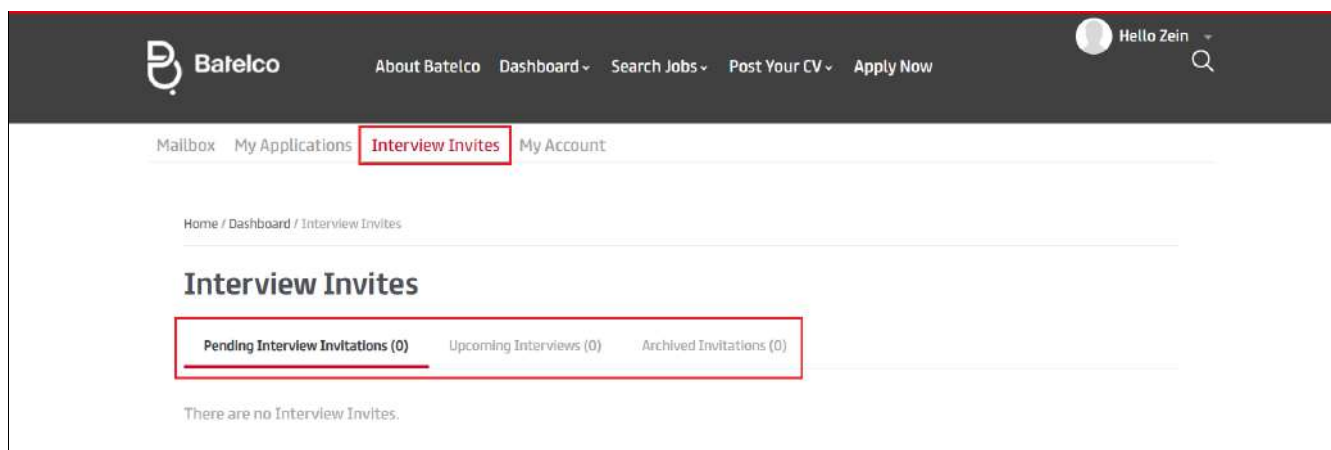 Hello Zein
Batelco
About Batelco Dashboard Search Jobs Post Your CV Apply Now
Mailbox My Applications Interview Invites My Account
Home / Dashboard / Interview Invites
Interview Invites
Pending Interview Invitations (0) Upcoming Interviews (0) Archived Invitations (0)
There are no Interview Invites.